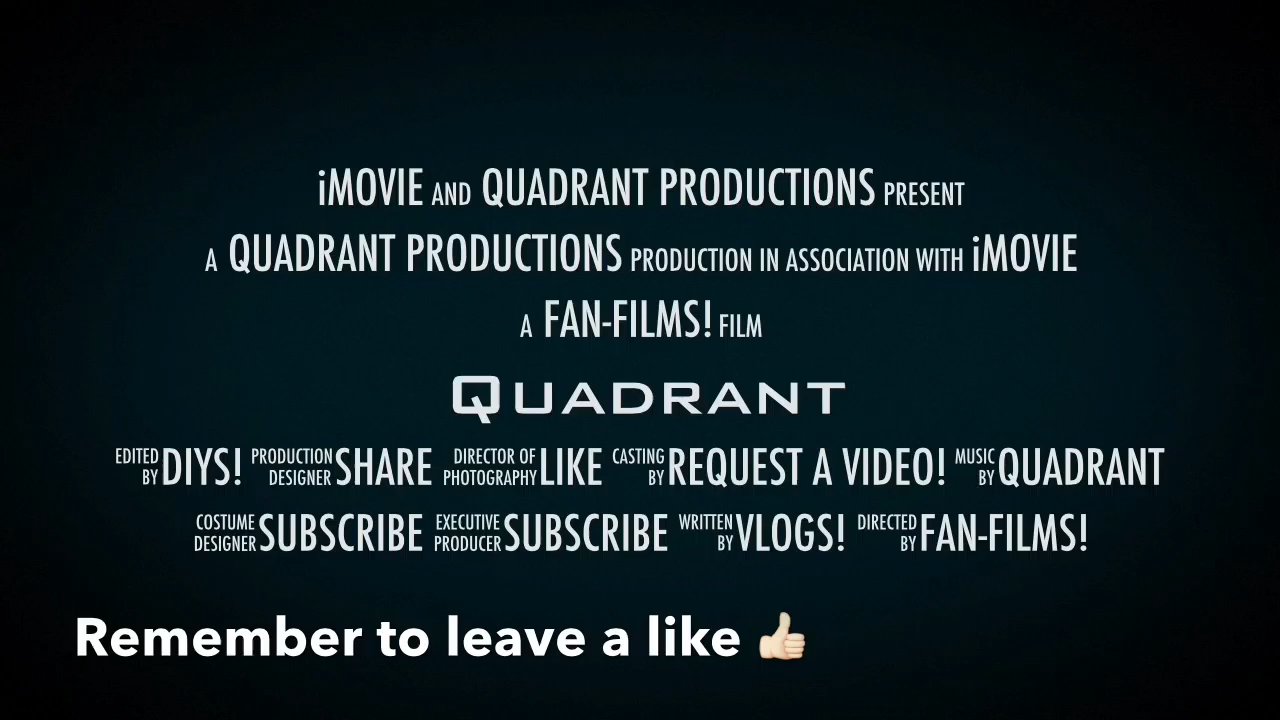 iMOVIE AND QUADRANT PRODUCTIONS PRESENT
A QUADRANT PRODUCTIONS PRODUCTION IN ASSOCIATION WITH iMOVIE
A FAN-FILMS! FILM
QUADRANT
EDITED BY DIYS! PRODUCTION DESIGNER SHARE DIRECTOR OF PHOTOGRAPHY LIKE CASTING BY REQUEST A VIDEO! MUSIC BY QUADRANT
COSTUME DESIGNER SUBSCRIBE EXECUTIVE PRODUCER SUBSCRIBE WRITTEN BY VLOGS! DIRECTED BY FAN-FILMS!
Remember to leave a like 👍🏻